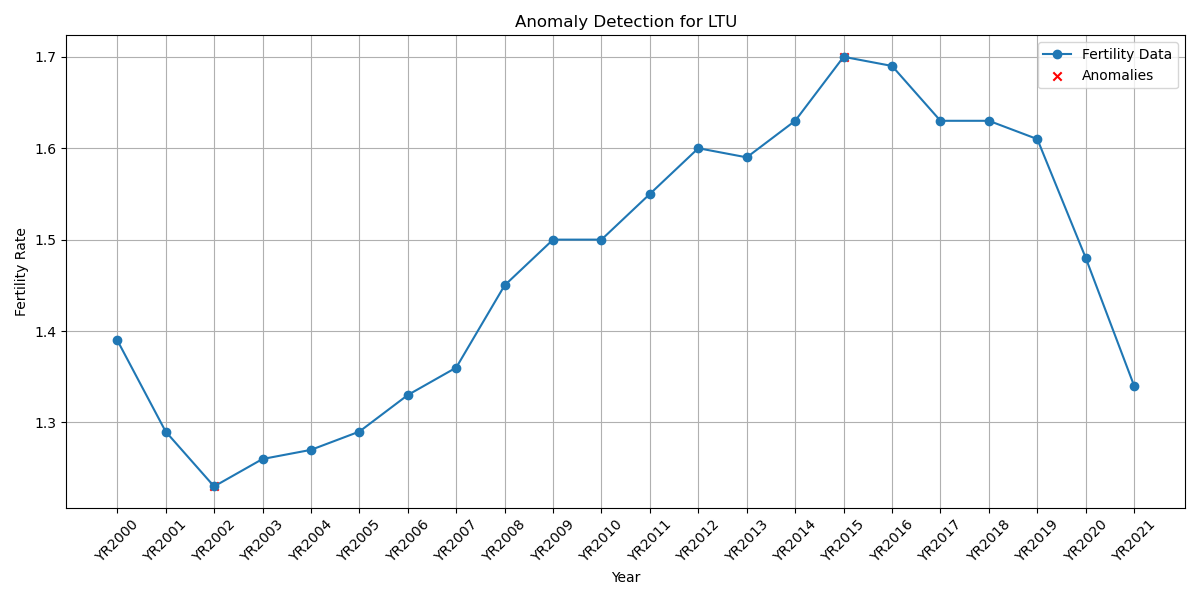 Anomaly Detection for LTU
Fertility Data
Anomalies
1.7
1.6
1.5
1.4
1.3
Fertility Rate
YR2000
YR2001
YR2002
YR2003
YR2004
YR2005
YR2006
YR2007
YR2008
YR2009
YR2010
YR2011
YR2012
YR2013
YR2014
YR2015
YR2016
YR2017
YR2018
YR2019
YR2020
YR2021
Year